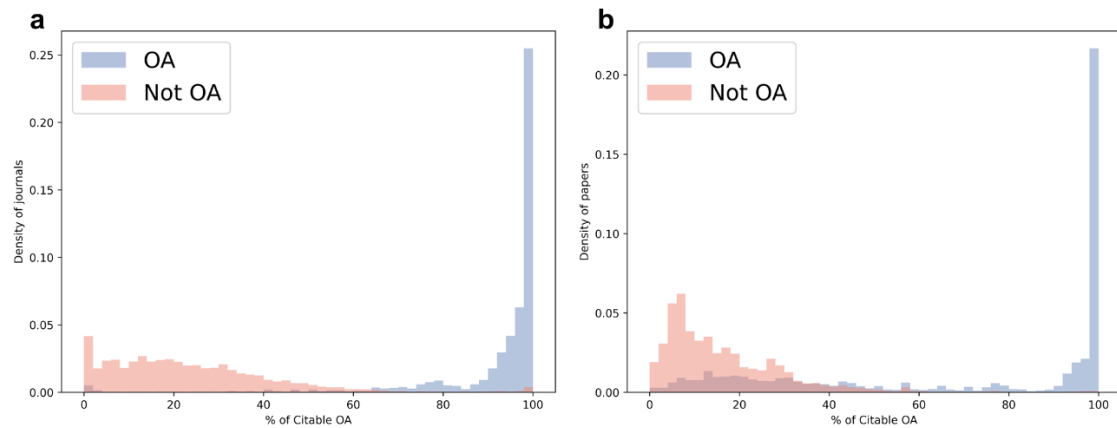 a
OA
Not OA
0.25
0.20
0.15
0.10
0.05
0.00
Density of journals
0 20 40 60 80 100
% of Citable OA
b
OA
Not OA
0.20
0.15
0.10
0.05
0.00
Density of papers
0 20 40 60 80 100
% of Citable OA